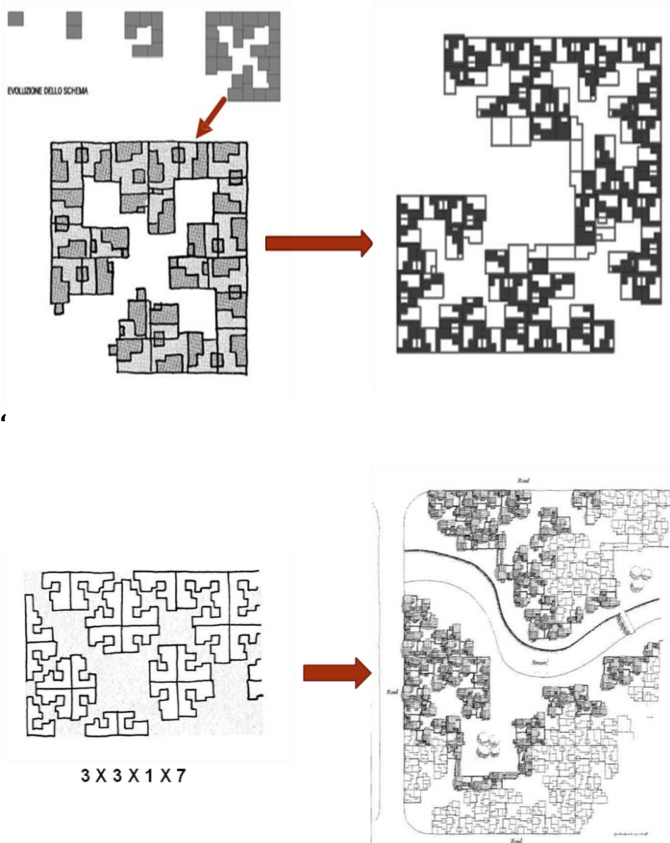 EVOLUZIONE DELLO SCHEMA
‘
Road
Stream
Road
3 X 3 X 1 X 7
Road